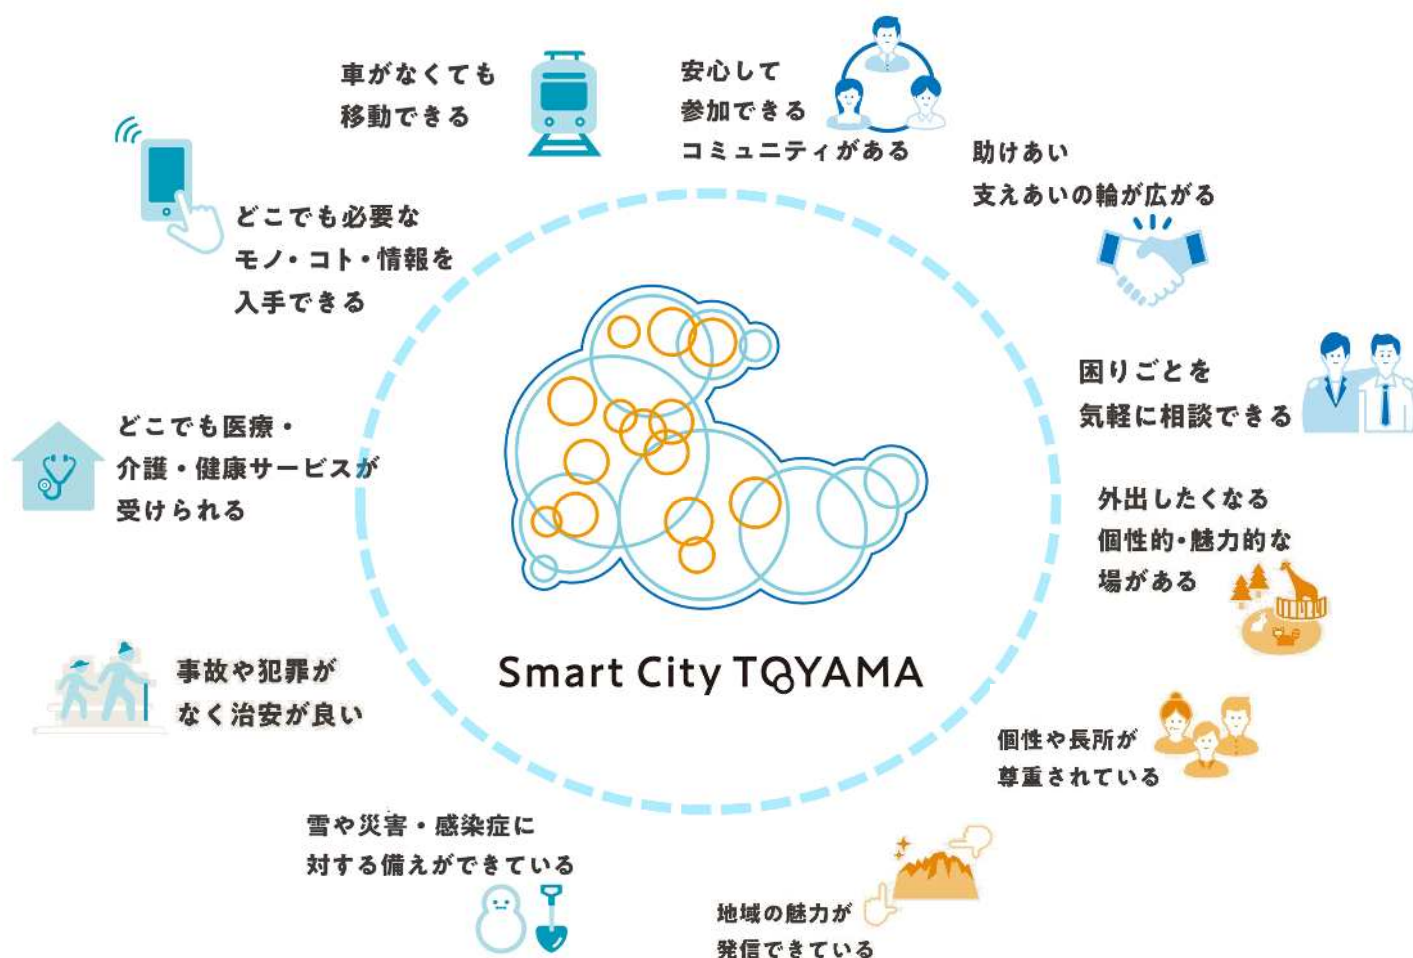 車がなくても
移動できる
安心して
参加できる
コミュニティがある
助けあい
支えあいの輪が広がる
どこでも必要な
モノ・コト・情報を
入手できる
困りごとを
気軽に相談できる
どこでも医療・
介護・健康サービスが
受けられる
外出したくなる
個性的・魅力的な
場がある
Smart City TOYAMA
事故や犯罪が
なく治安が良い
個性や長所が
尊重されている
雪や災害・感染症に
対する備えができている
地域の魅力が
発信できている